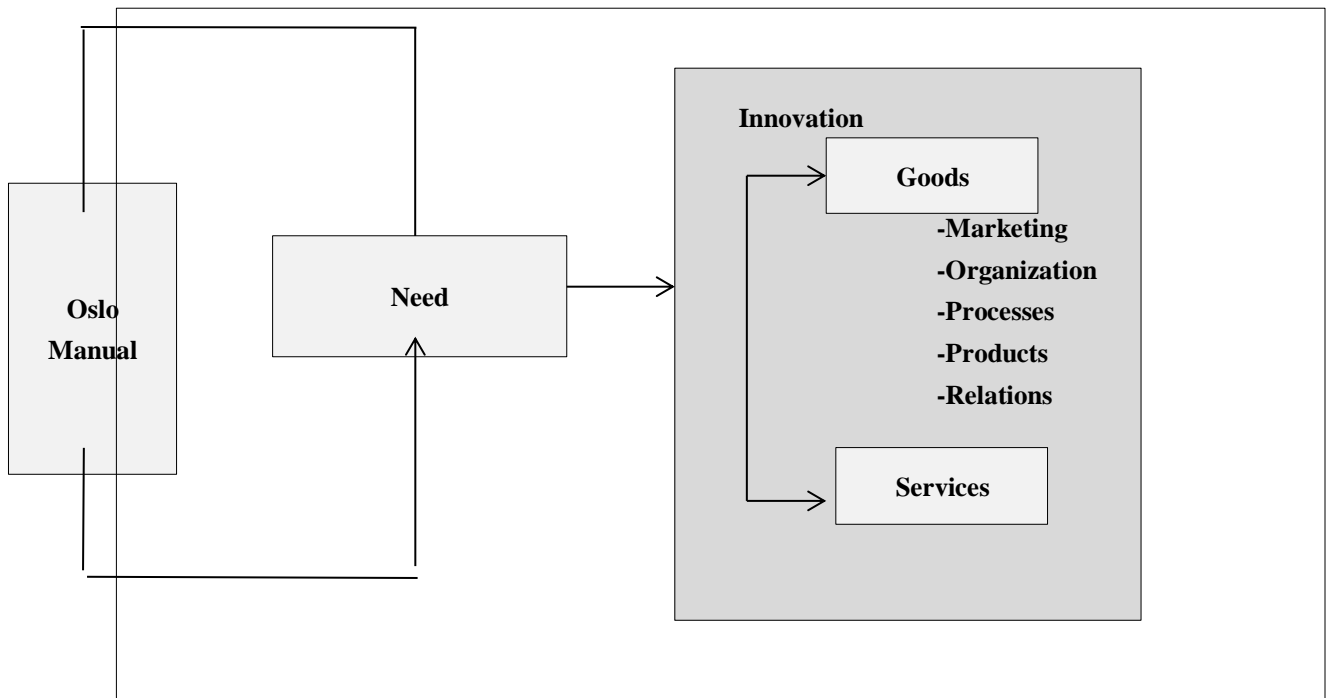 Innovation
Goods
-Marketing
-Organization
-Processes
-Products
-Relations
Services
Need
Oslo
Manual